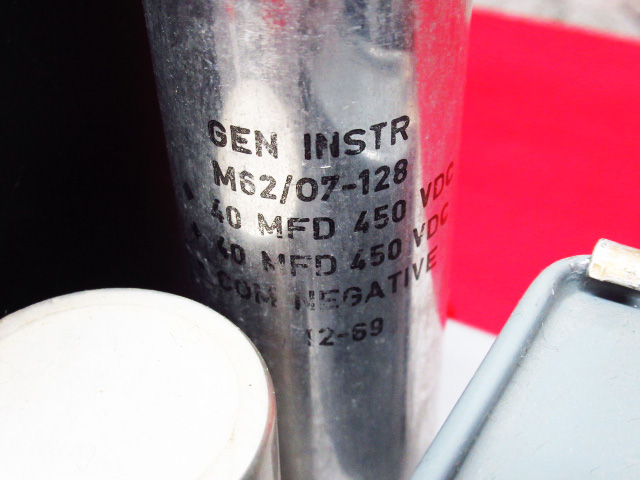 GEN INSTR
M62/07-128
40 MFD 450 VDC
40 MFD 450 VDC
COM NEGATIVE
12-69